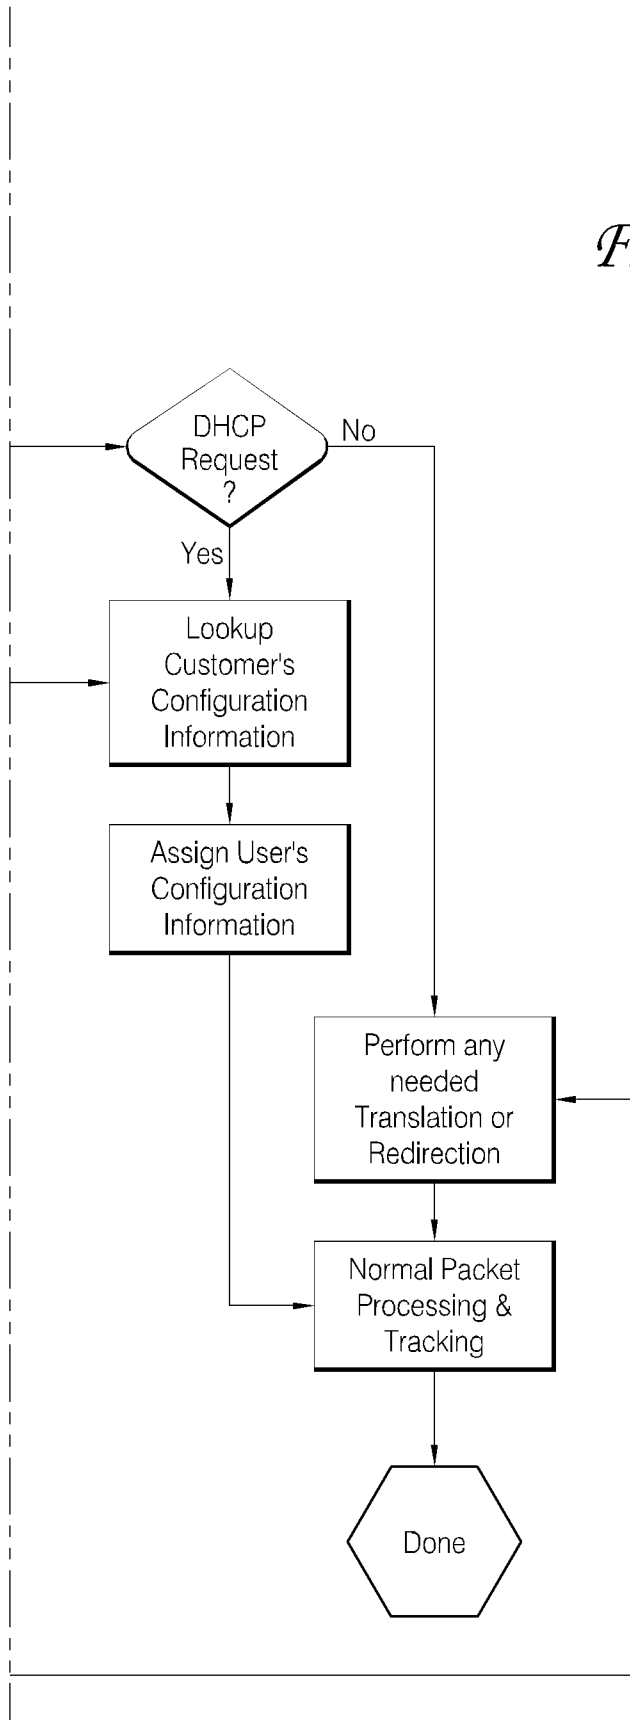 DHCP
Request
?
No
Yes
Lookup
Customer's
Configuration
Information
Assign User's
Configuration
Information
Perform any
needed
Translation or
Redirection
Normal Packet
Processing &
Tracking
Done